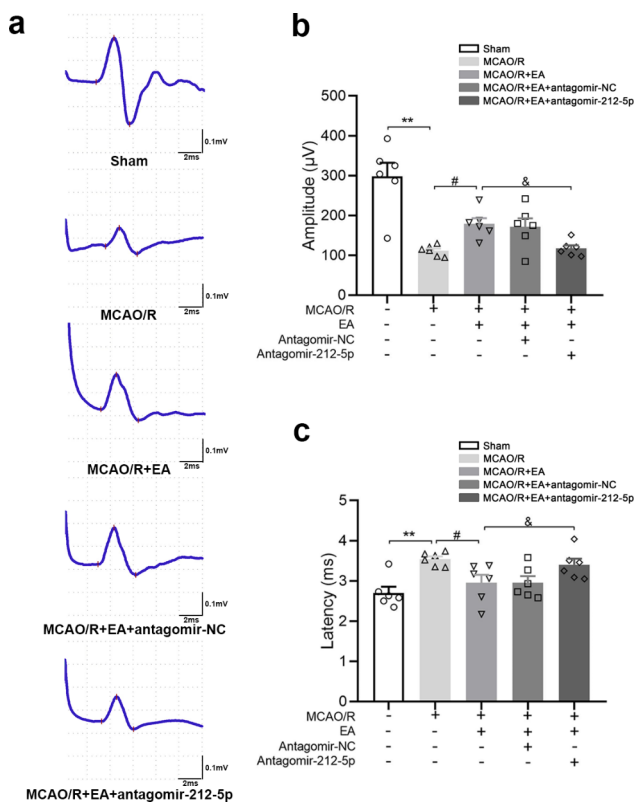 a
0.1mV
2ms
Sham
0.1mV
2ms
MCAO/R
0.1mV
2ms
MCAO/R+EA
0.1mV
2ms
MCAO/R+EA+antagomir-NC
0.1mV
2ms
MCAO/R+EA+antagomir-212-5p
b
Sham
MCAO/R
MCAO/R+EA
MCAO/R+EA+antagomir-NC
MCAO/R+EA+antagomir-212-5p
Amplitude (μV)
500
400
300
200
100
0
**
#
&
MCAO/R - + + + +
EA - - + + +
Antagomir-NC - - - + -
Antagomir-212-5p - - - - +
c
Sham
MCAO/R
MCAO/R+EA
MCAO/R+EA+antagomir-NC
MCAO/R+EA+antagomir-212-5p
Latency (ms)
5
4
3
2
1
0
**
#
&
MCAO/R - + + + +
EA - - + + +
Antagomir-NC - - - + -
Antagomir-212-5p - - - - +